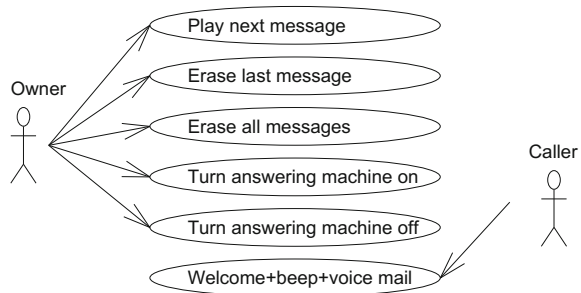 Play next message
Erase last message
Owner
Erase all messages
Caller
Turn answering machine on
Turn answering machine off
Welcome+beep+voice mail